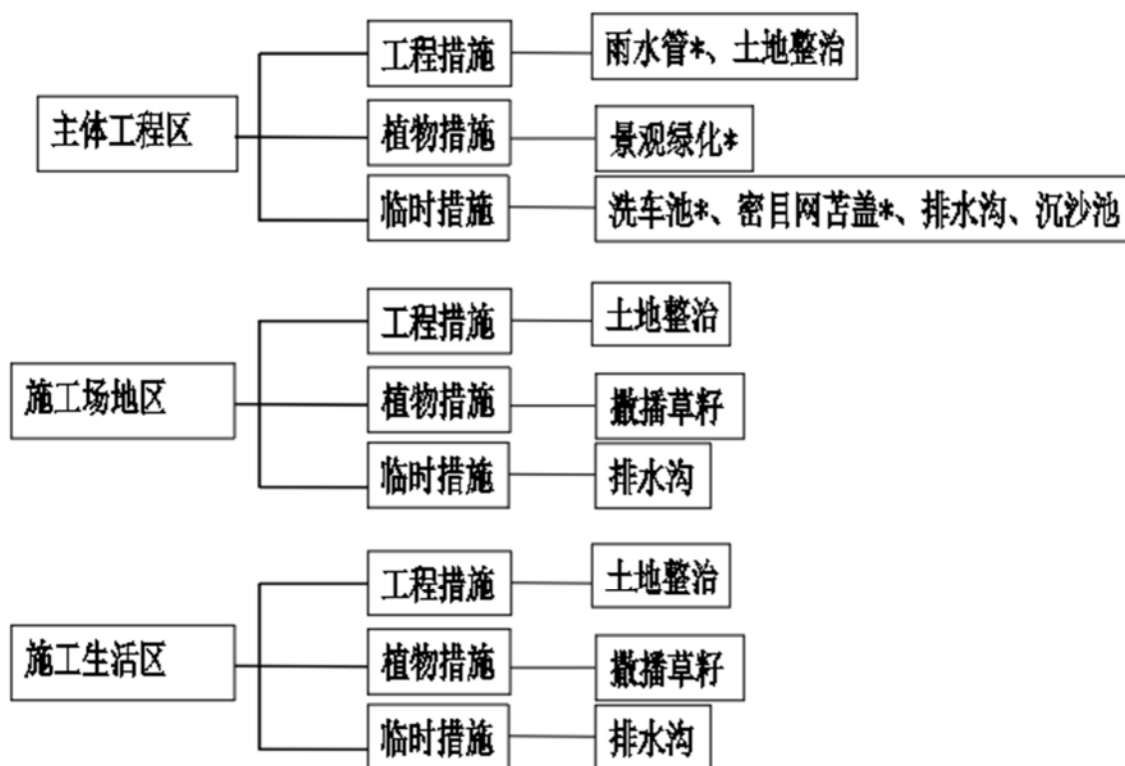 主体工程区
工程措施
雨水管*、土地整治
植物措施
景观绿化*
临时措施
洗车池*、密目网苫盖*、排水沟、沉沙池
施工场地区
工程措施
土地整治
植物措施
撒播草籽
临时措施
排水沟
施工生活区
工程措施
土地整治
植物措施
撒播草籽
临时措施
排水沟